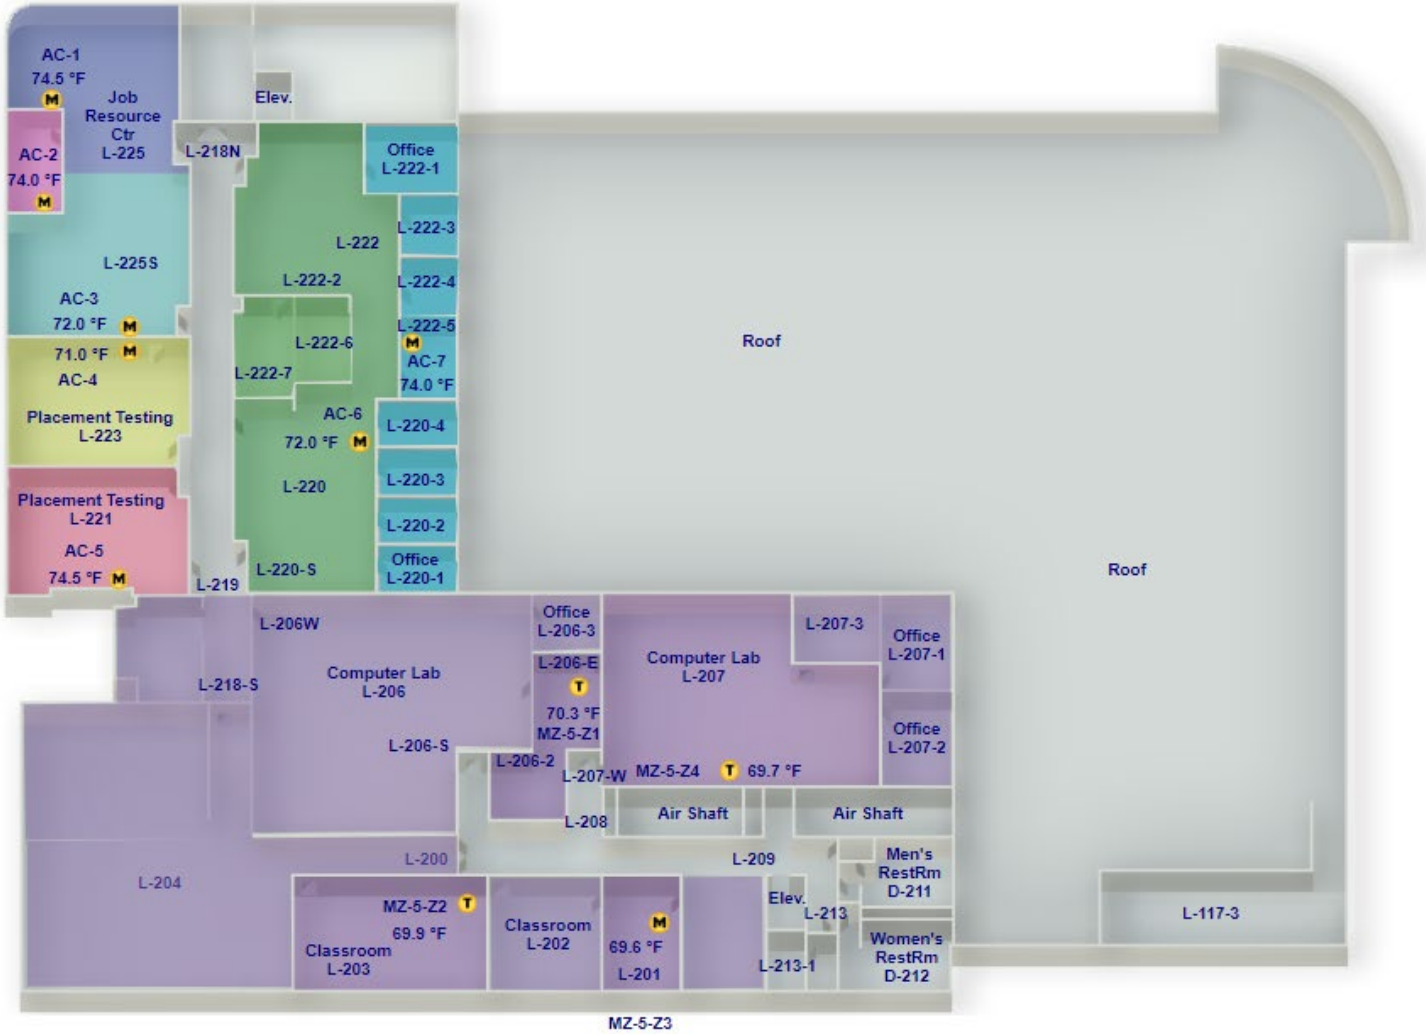 AC-1
74.5 °F
M
Job
Resource
Ctr
L-225
Elev.
AC-2
74.0 °F
M
L-218N
Office
L-222-1
L-222-3
L-222
L-225S
L-222-2
L-222-4
AC-3
72.0 °F
M
L-222-5
M
AC-7
74.0 °F
L-222-6
L-222-7
71.0 °F
M
AC-4
Placement Testing
L-223
AC-6
72.0 °F
M
L-220-4
L-220-3
L-220
L-220-2
Placement Testing
L-221
AC-5
74.5 °F
M
L-219
L-220-S
Office
L-220-1
Roof
Roof
L-206W
Office
L-206-3
L-206-E
T
70.3 °F
MZ-5-Z1
Computer Lab
L-206
L-218-S
L-206-S
L-206-2
L-207-W
L-208
Computer Lab
L-207
L-207-3
Office
L-207-1
Office
L-207-2
MZ-5-Z4
T
69.7 °F
Air Shaft
Air Shaft
L-200
L-209
L-204
MZ-5-Z2
T
69.9 °F
Classroom
L-203
Classroom
L-202
M
69.6 °F
L-201
Elev.
L-213
L-213-1
Men's
RestRm
D-211
Women's
RestRm
D-212
L-117-3
MZ-5-Z3